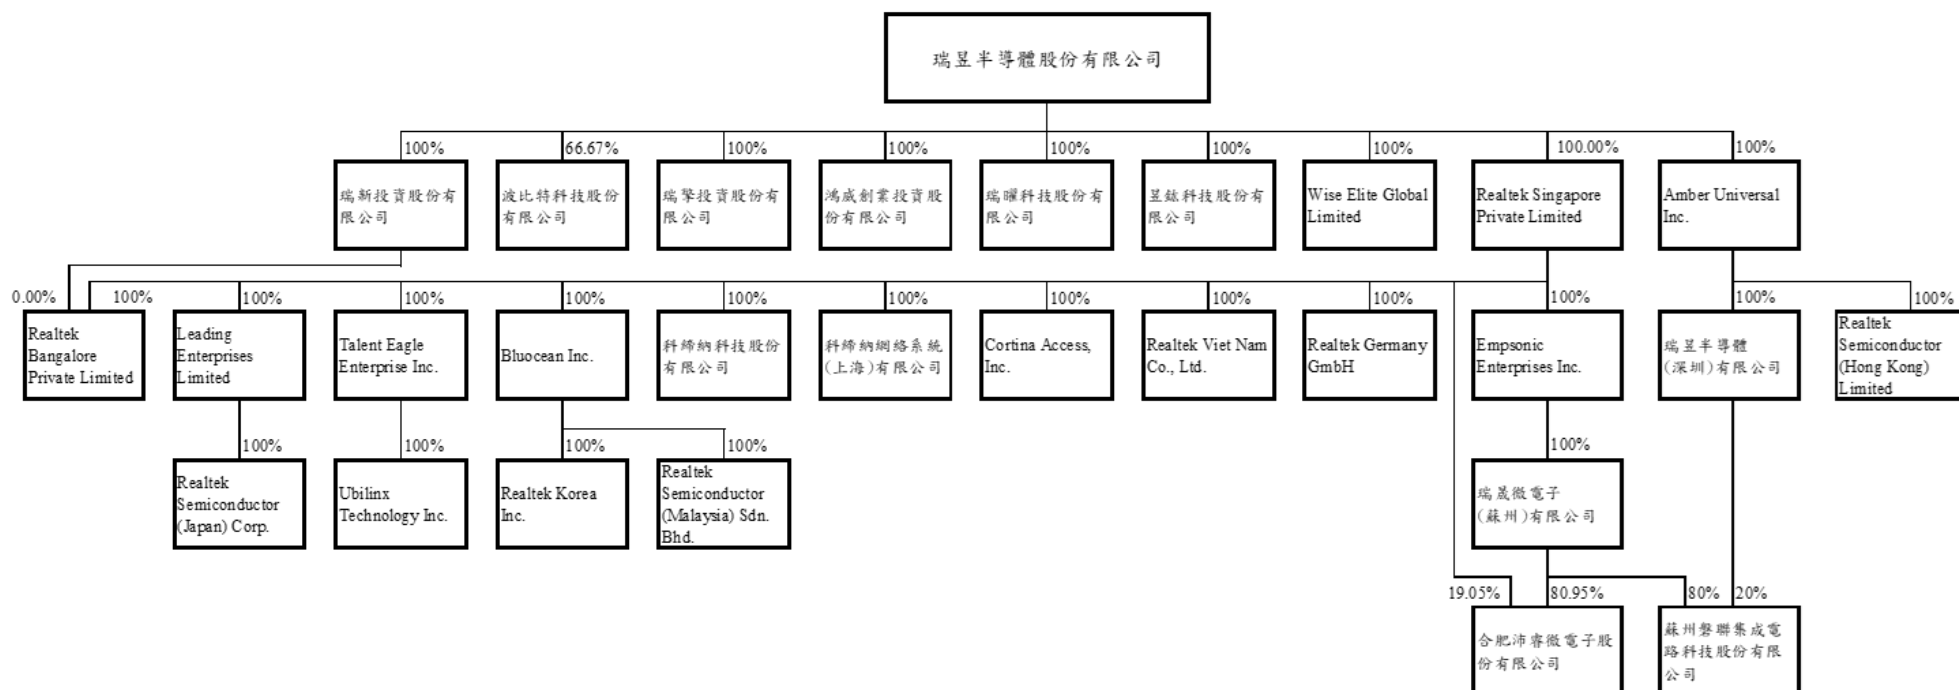 瑞昱半導體股份有限公司
100%
66.67%
100%
100%
100%
100%
100%
100.00%
100%
瑞新投資股份有
限公司
波比特科技股份
有限公司
瑞擎投資股份有
限公司
鴻威創業投資股
份有限公司
瑞曜科技股份有
限公司
昱鈜科技股份有
限公司
Wise Elite Global
Limited
Realtek Singapore
Private Limited
Amber Universal
Inc.
0.00%
100%
100%
100%
100%
100%
100%
100%
100%
100%
100%
100%
100%
Realtek
Bangalore
Private Limited
Leading
Enterprises
Limited
Talent Eagle
Enterprise Inc.
Bluocean Inc.
科締納科技股份
有限公司
科締納網絡系統
(上海)有限公司
Cortina Access,
Inc.
Realtek Viet Nam
Co., Ltd.
Realtek Germany
GmbH
Empsonic
Enterprises Inc.
瑞昱半導體
(深圳)有限公司
Realtek
Semiconductor
(Hong Kong)
Limited
100%
100%
100%
100%
100%
Realtek
Semiconductor
(Japan) Corp.
Ubilinx
Technology Inc.
Realtek Korea
Inc.
Realtek
Semiconductor
(Malaysia) Sdn.
Bhd.
瑞晟微電子
(蘇州)有限公司
19.05%
80.95%
80%
20%
合肥沛睿微電子股
份有限公司
蘇州磐聯集成電
路科技股份有限
公司